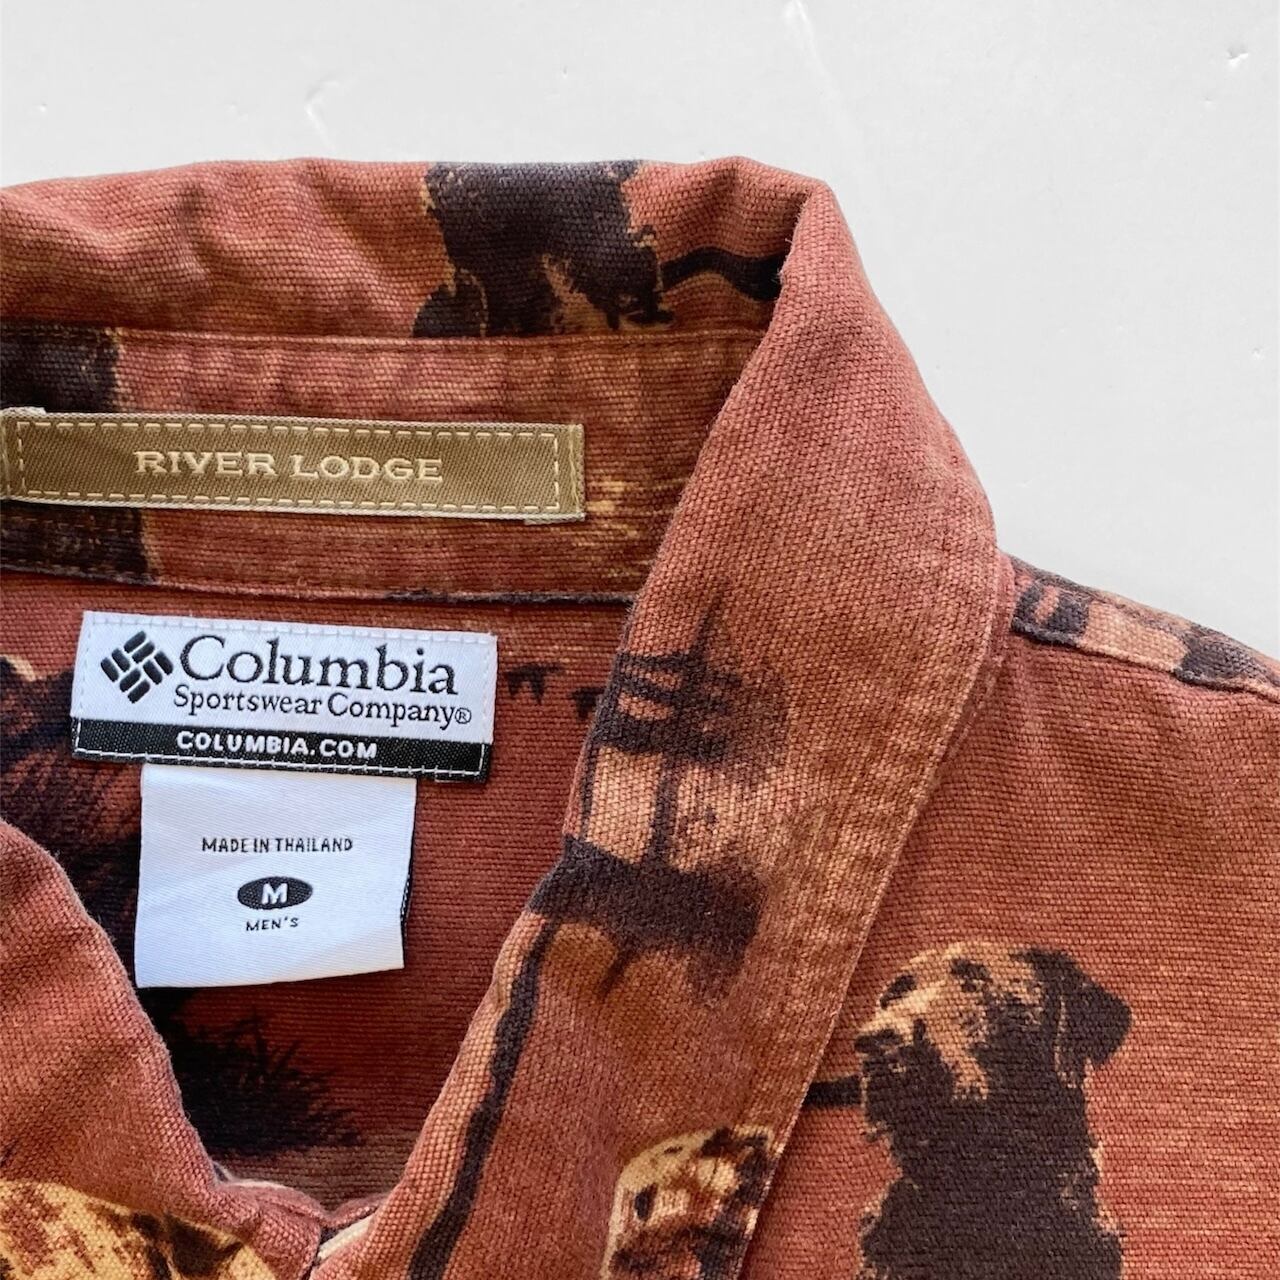 RIVER LODGE
Columbia
Sportswear Company®
COLUMBIA.COM
MADE IN THAILAND
M
MEN'S